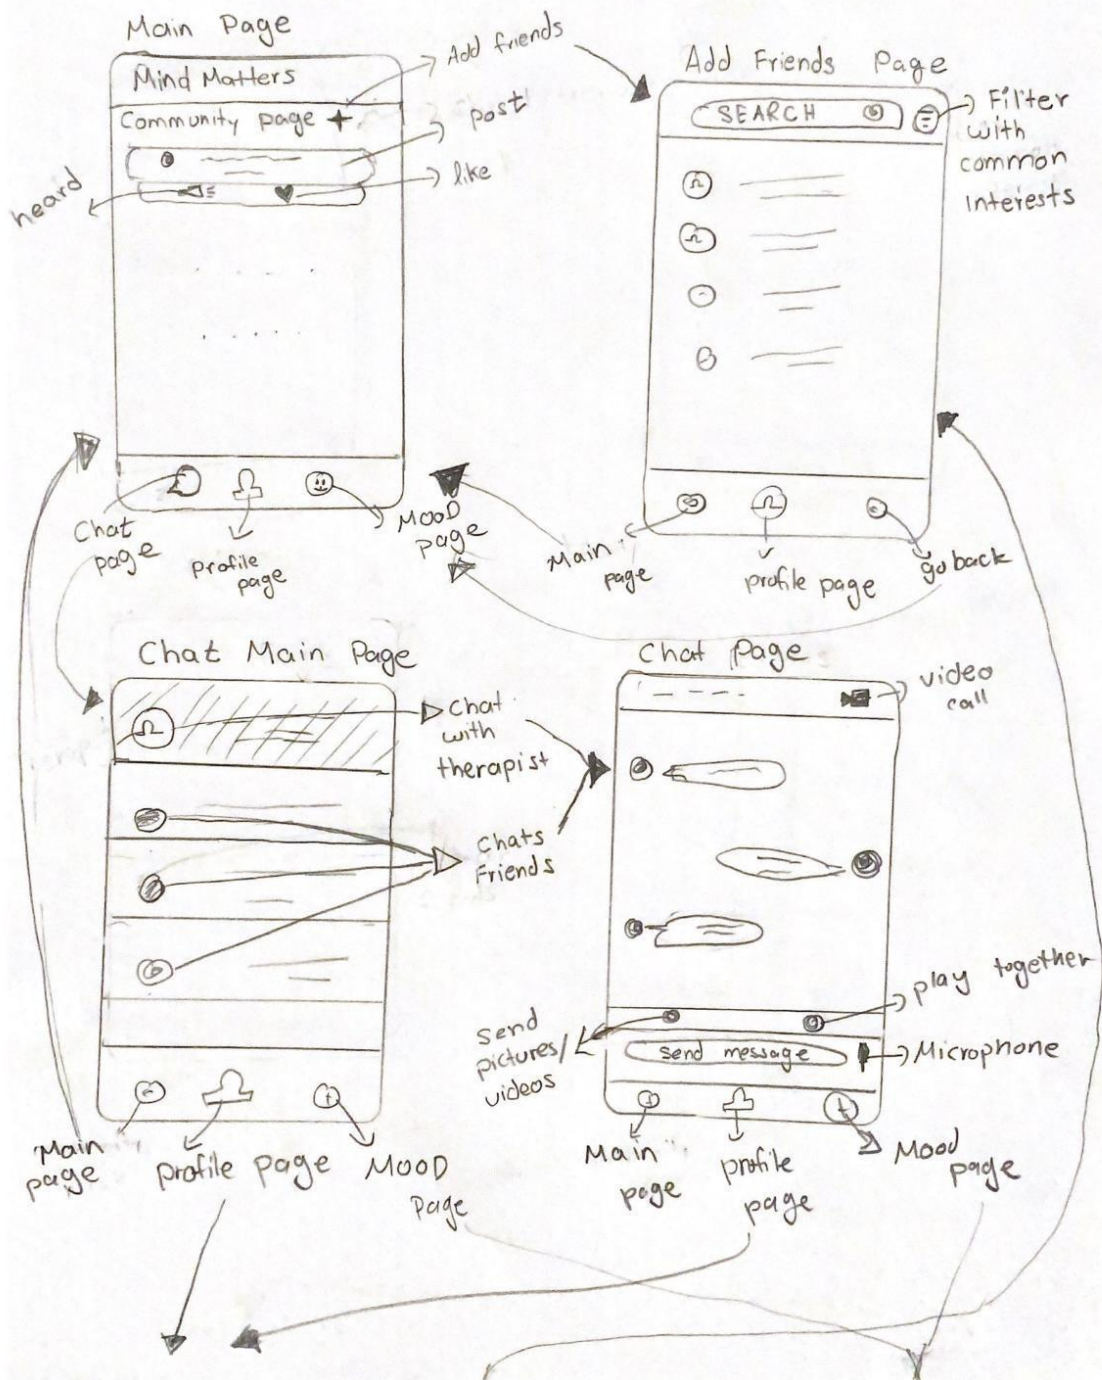 Main Page
Mind Matters
Community page +
Add friends
post
like
heard
Chat
page
profile
page
MOOD
page
Add Friends Page
SEARCH
Filter
with
common
Interests
Main
page
profile page
go back
Chat Main Page
Chat
with
therapist
Chats
Friends
Main
page
profile page
MOOD
Page
Chat Page
video
call
play together
send
pictures/
videos
send message
Microphone
Main
page
profile
page
Mood
page